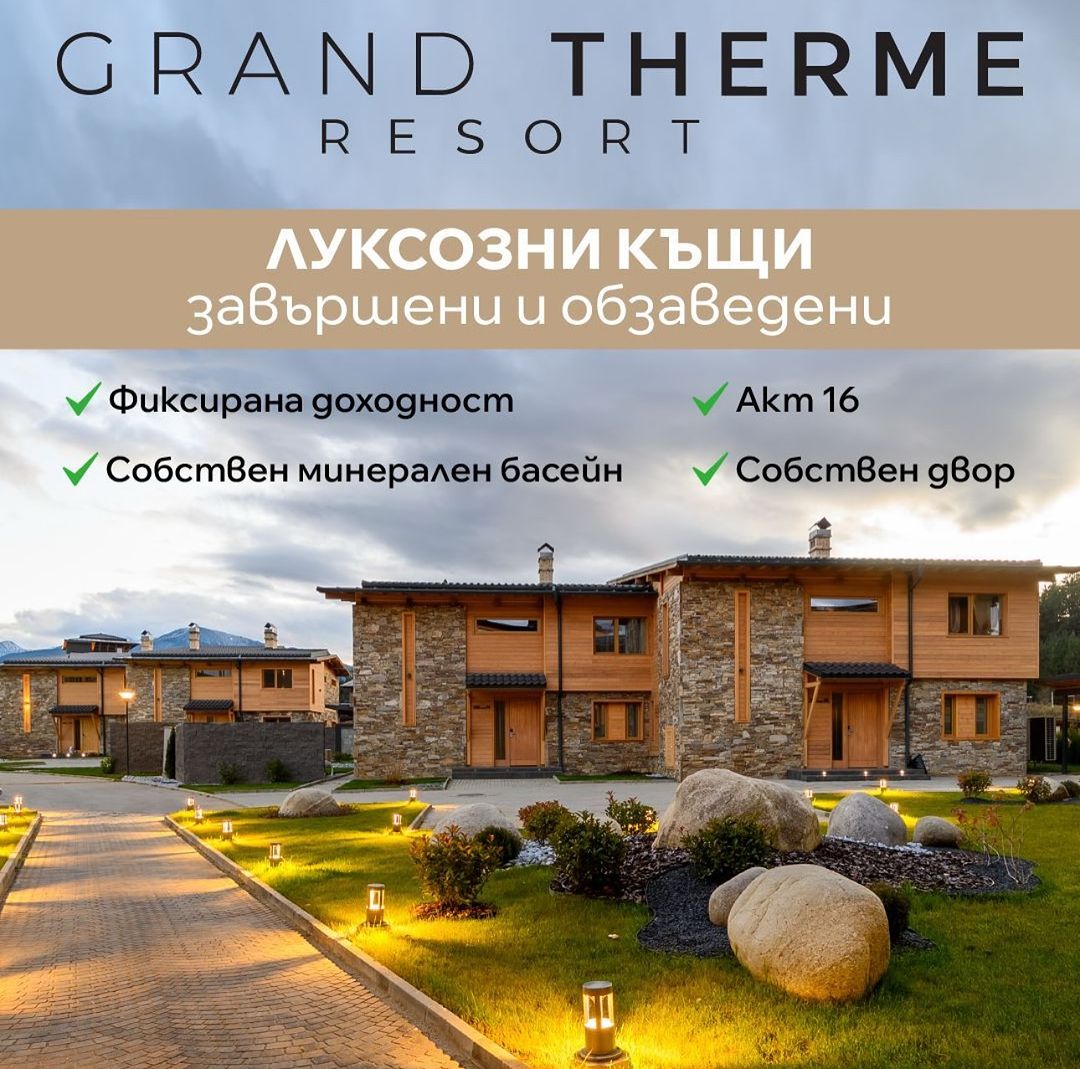 GRAND THERME
RESORT
ЛУКСОЗНИ КЪЩИ
завършени и обзаведени
Фиксирана доходност
Акт 16
Собствен минерален басейн
Собствен двор